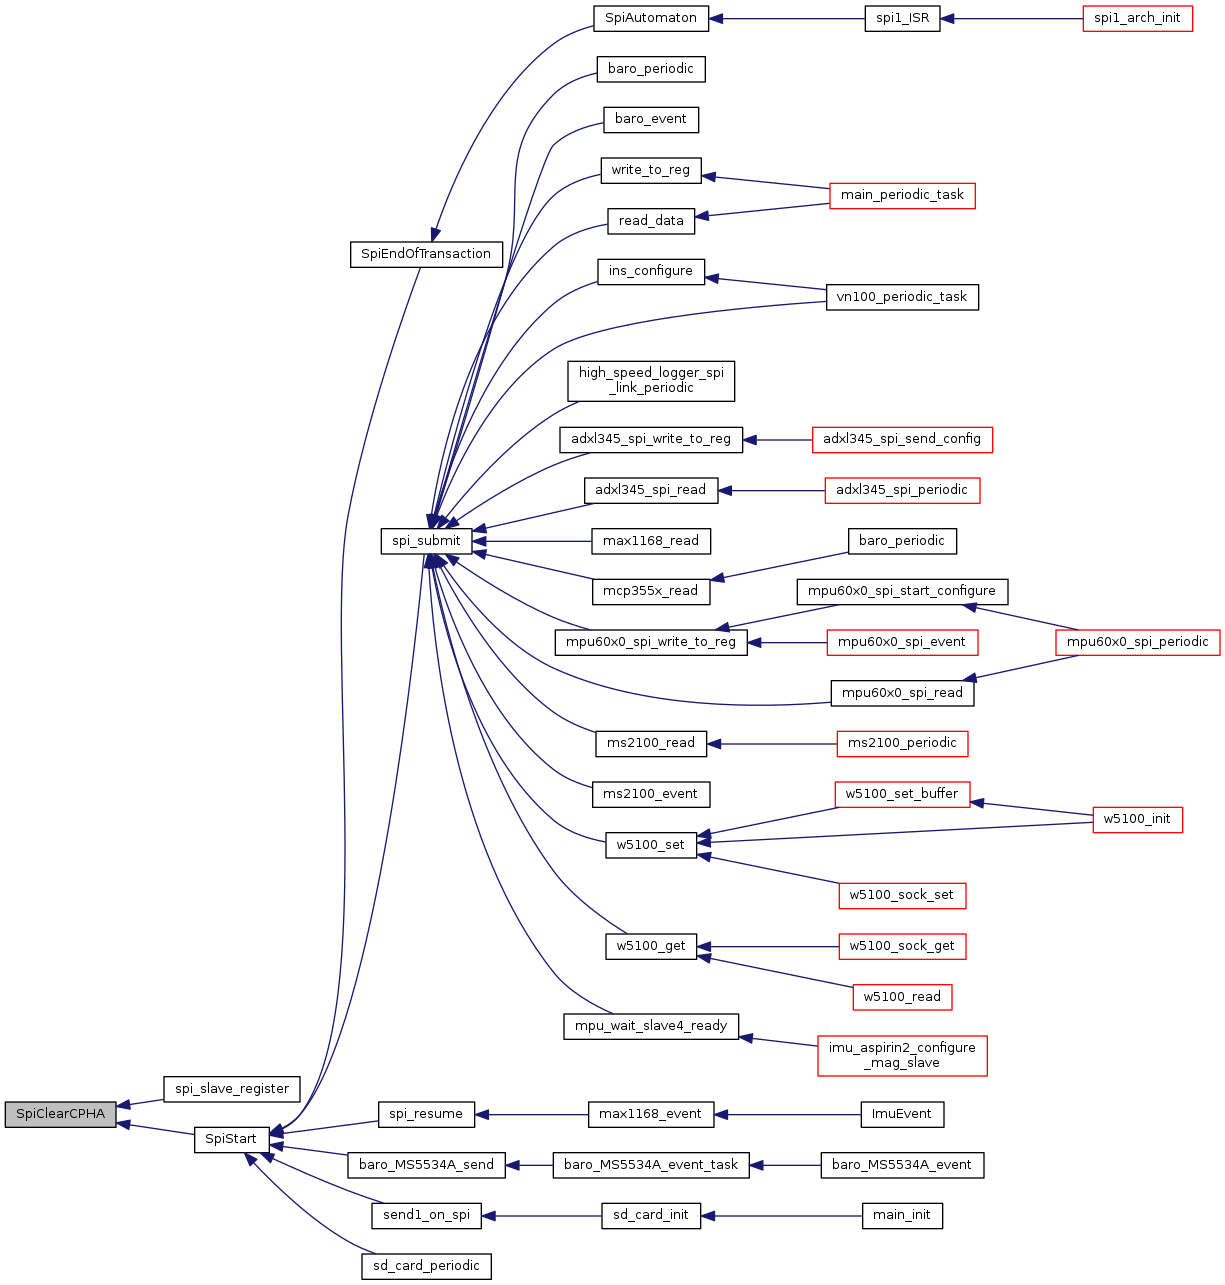 SpiAutomaton
spi1_ISR
spi1_arch_init
baro_periodic
baro_event
write_to_reg
main_periodic_task
read_data
SpiEndOfTransaction
ins_configure
vn100_periodic_task
high_speed_logger_spi
_link_periodic
adxl345_spi_write_to_reg
adxl345_spi_send_config
adxl345_spi_read
adxl345_spi_periodic
spi_submit
max1168_read
baro_periodic
mcp355x_read
mpu60x0_spi_start_configure
mpu60x0_spi_write_to_reg
mpu60x0_spi_event
mpu60x0_spi_periodic
mpu60x0_spi_read
ms2100_read
ms2100_periodic
ms2100_event
w5100_set_buffer
w5100_init
w5100_set
w5100_sock_set
w5100_get
w5100_sock_get
w5100_read
mpu_wait_slave4_ready
imu_aspirin2_configure
_mag_slave
spi_slave_register
SpiClearCPHA
SpiStart
spi_resume
max1168_event
ImuEvent
baro_MS5534A_send
baro_MS5534A_event_task
baro_MS5534A_event
send1_on_spi
sd_card_init
main_init
sd_card_periodic